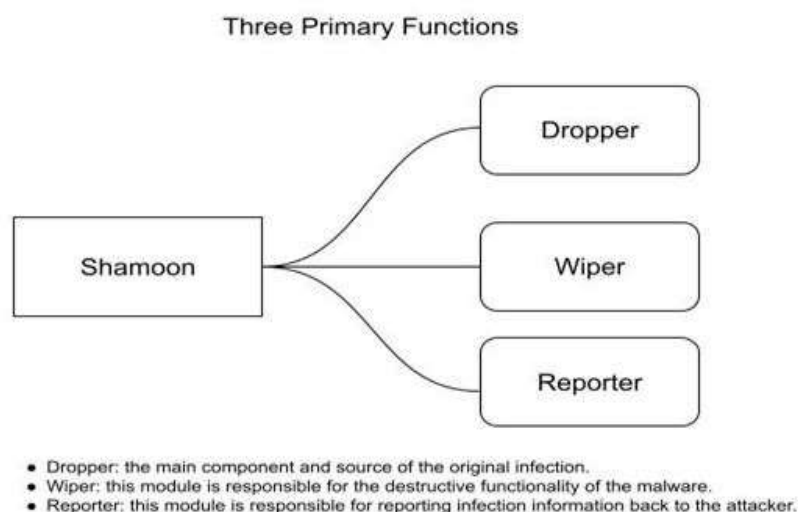 Three Primary Functions
Dropper
Shamoon
Wiper
Reporter
● Dropper: the main component and source of the original infection.
● Wiper: this module is responsible for the destructive functionality of the malware.
● Reporter: this module is responsible for reporting infection information back to the attacker.